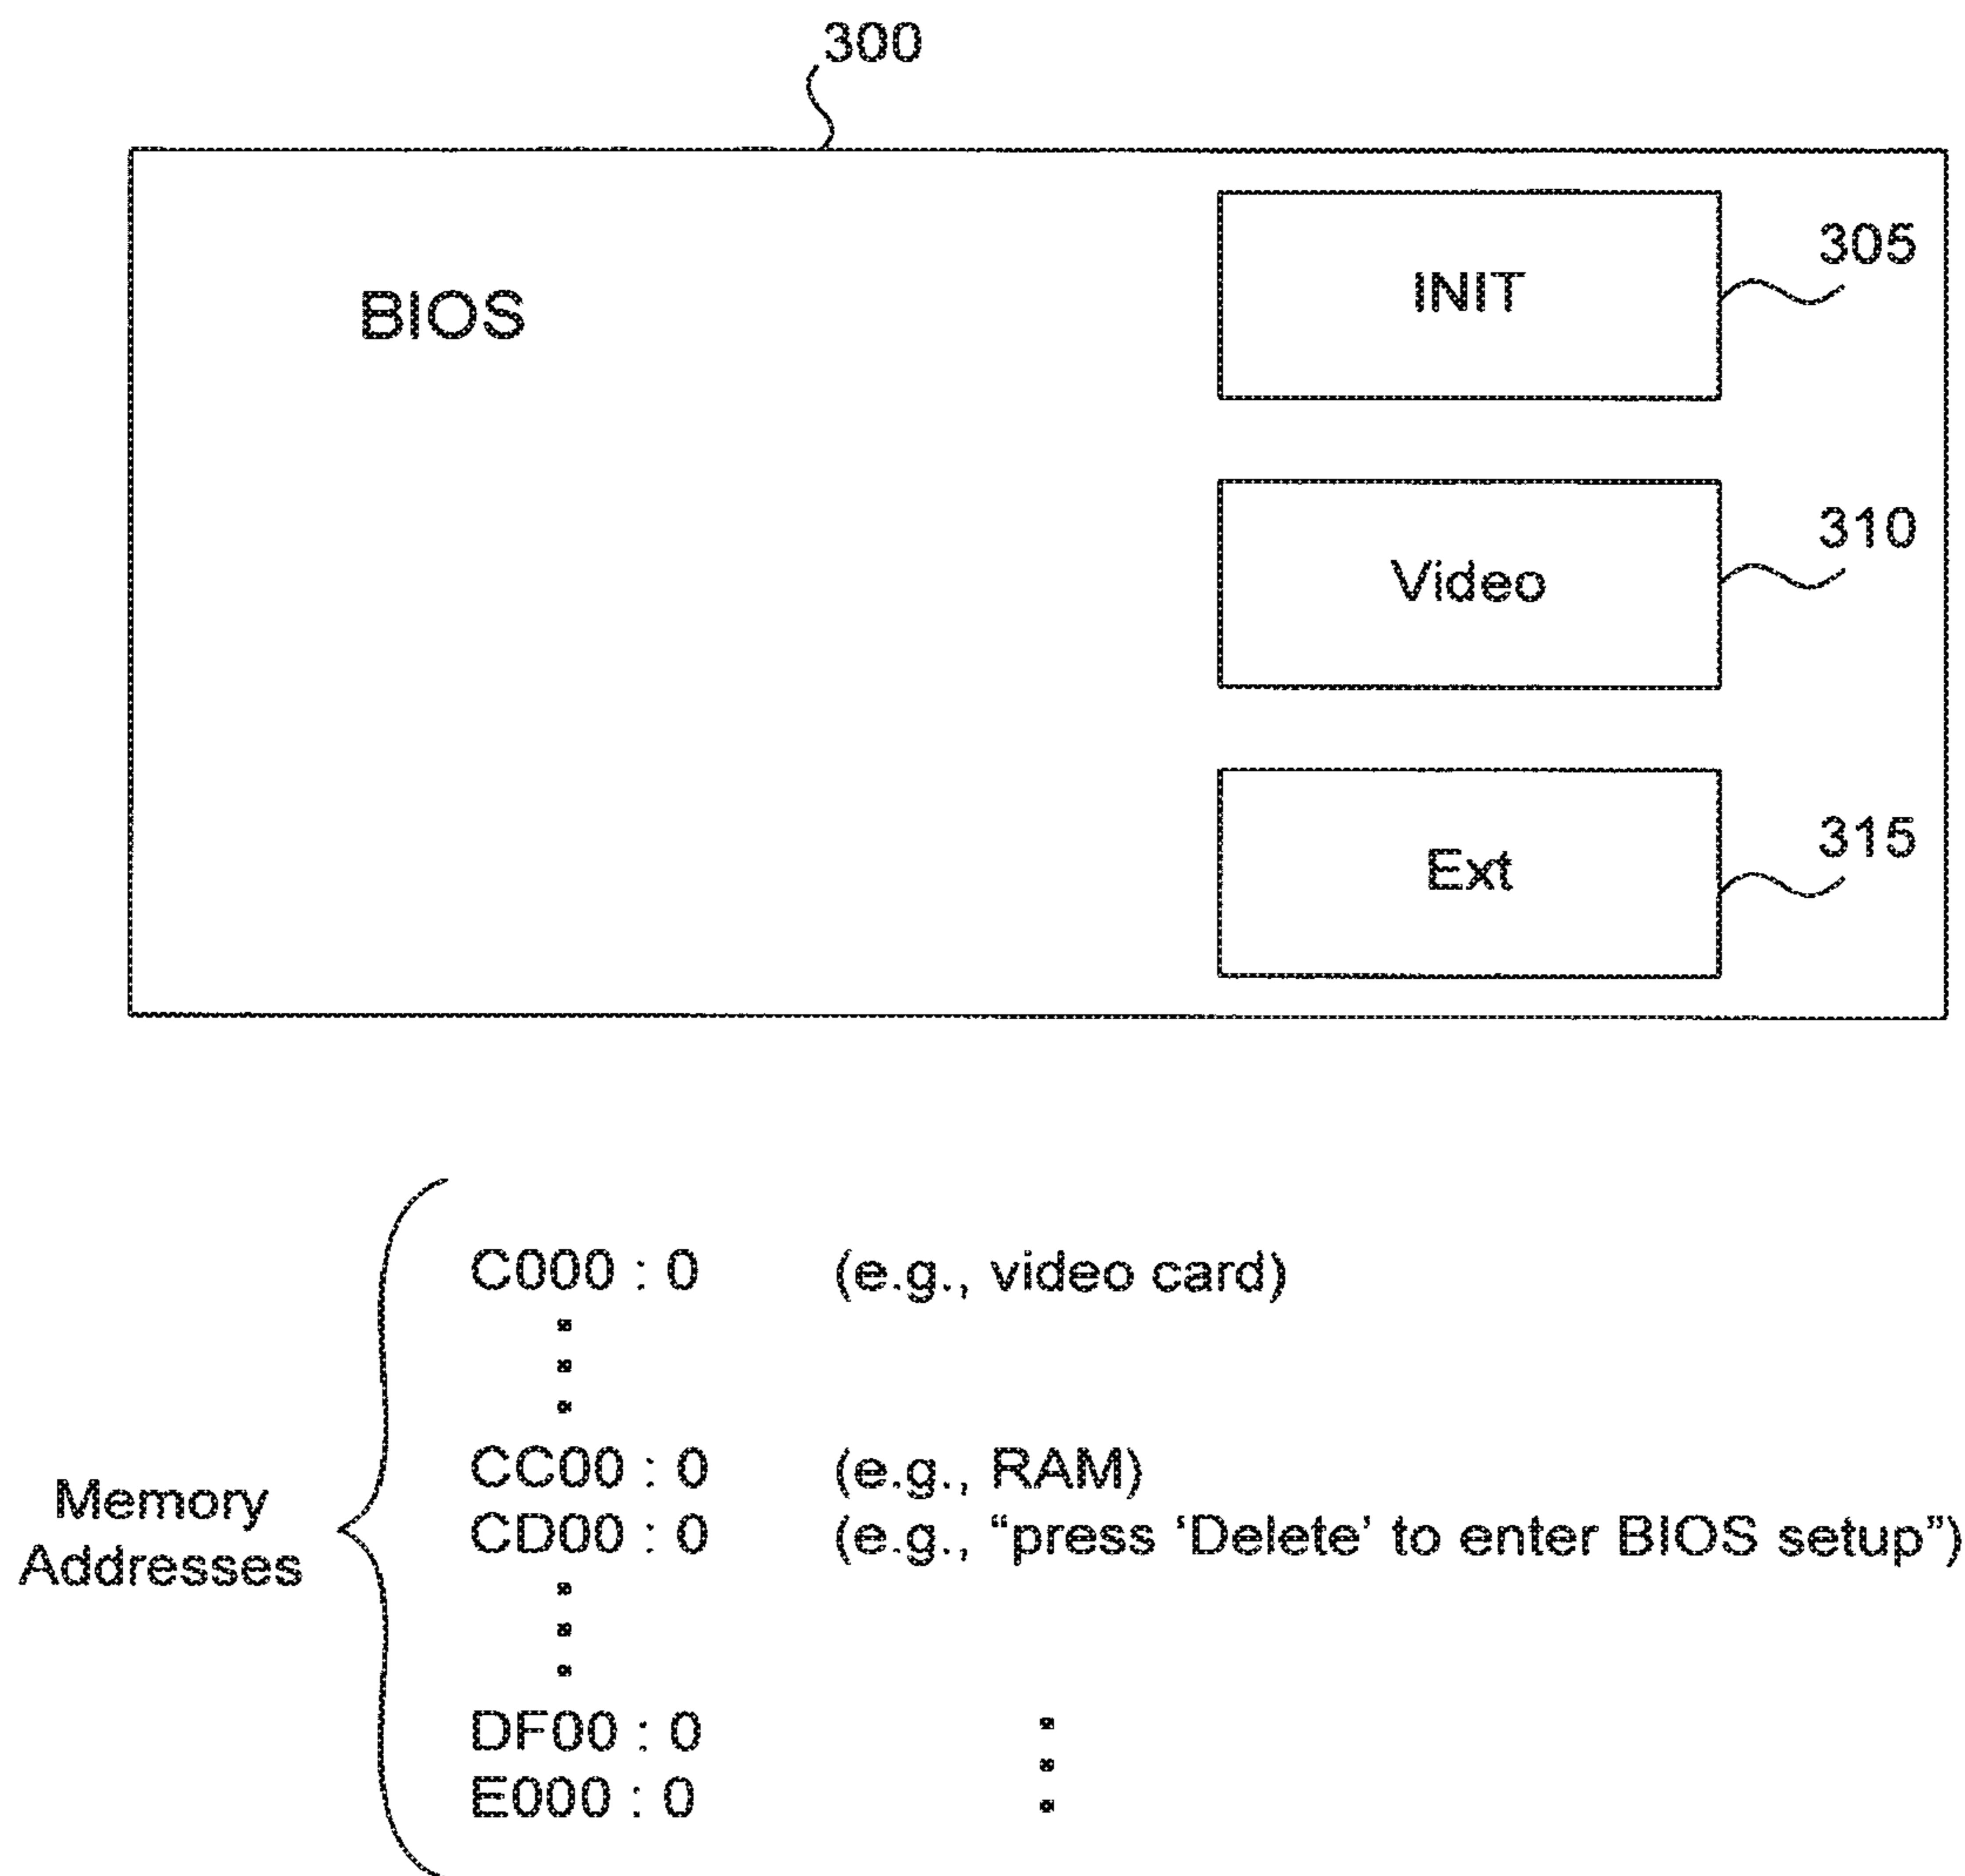 300
BIOS
INIT
305
Video
310
Ext
315
Memory
Addresses
C000 : 0 (e.g., video card)
CC00 : 0 (e.g., RAM)
CD00 : 0 (e.g., “press ‘Delete’ to enter BIOS setup”)
DF00 : 0
E000 : 0